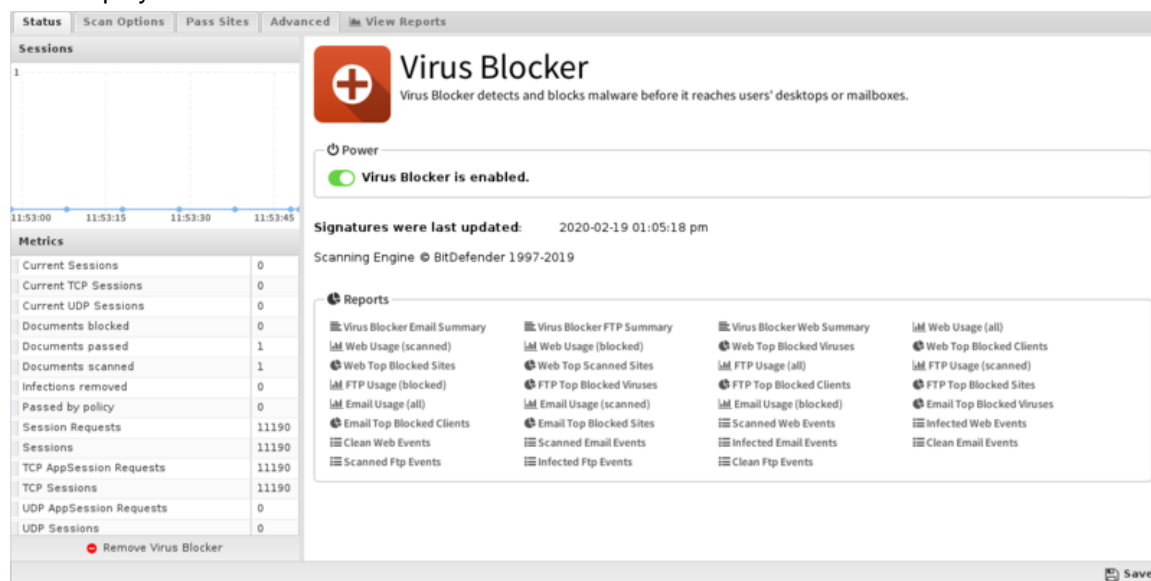 Status Scan Options Pass Sites Advanced View Reports
Sessions
1
11:53:00 11:53:15 11:53:30 11:53:45
Metrics
Current Sessions 0
Current TCP Sessions 0
Current UDP Sessions 0
Documents blocked 0
Documents passed 1
Documents scanned 1
Infections removed 0
Passed by policy 0
Session Requests 11190
Sessions 11190
TCP AppSession Requests 11190
TCP Sessions 11190
UDP AppSession Requests 0
UDP Sessions 0
Remove Virus Blocker
Virus Blocker
Virus Blocker detects and blocks malware before it reaches users' desktops or mailboxes.
Power
Virus Blocker is enabled.
Signatures were last updated: 2020-02-19 01:05:18 pm
Scanning Engine © BitDefender 1997-2019
Reports
Virus Blocker Email Summary Virus Blocker FTP Summary Virus Blocker Web Summary Web Usage (all)
Web Usage (scanned) Web Usage (blocked) Web Top Blocked Viruses Web Top Blocked Clients
Web Top Blocked Sites Web Top Scanned Sites FTP Usage (all) FTP Usage (scanned)
FTP Usage (blocked) FTP Top Blocked Viruses FTP Top Blocked Clients FTP Top Blocked Sites
Email Usage (all) Email Usage (scanned) Email Usage (blocked) Email Top Blocked Viruses
Email Top Blocked Clients Email Top Blocked Sites Scanned Web Events Infected Web Events
Clean Web Events Scanned Email Events Infected Email Events Clean Email Events
Scanned Ftp Events Infected Ftp Events Clean Ftp Events
Save